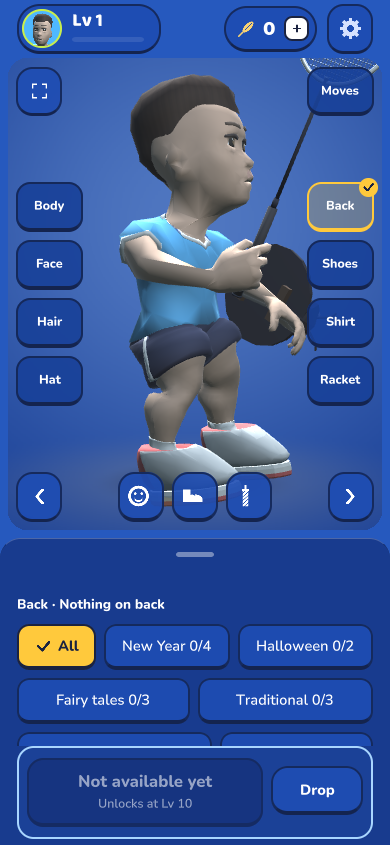 Lv 1
0
+
Moves
Body
Back
Face
Shoes
Hair
Shirt
Hat
Racket
Back · Nothing on back
All
New Year 0/4
Halloween 0/2
Fairy tales 0/3
Traditional 0/3
Not available yet
Unlocks at Lv 10
Drop